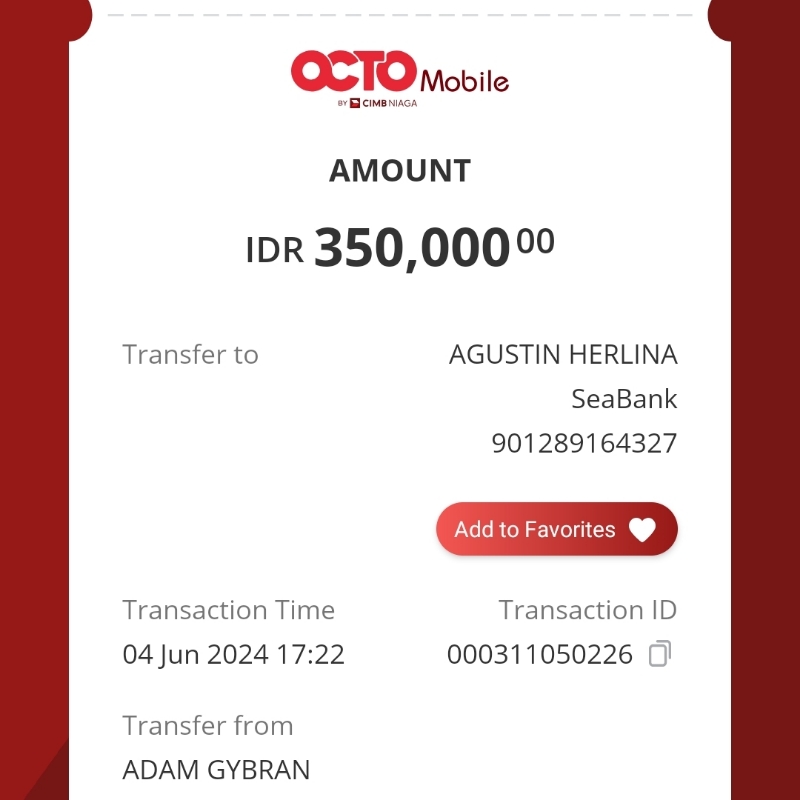 OCTO Mobile
BY CIMB NIAGA
AMOUNT
IDR 350,000 00
Transfer to
AGUSTIN HERLINA
SeaBank
901289164327
Add to Favorites
Transaction Time
Transaction ID
04 Jun 2024 17:22
000311050226
Transfer from
ADAM GYBRAN